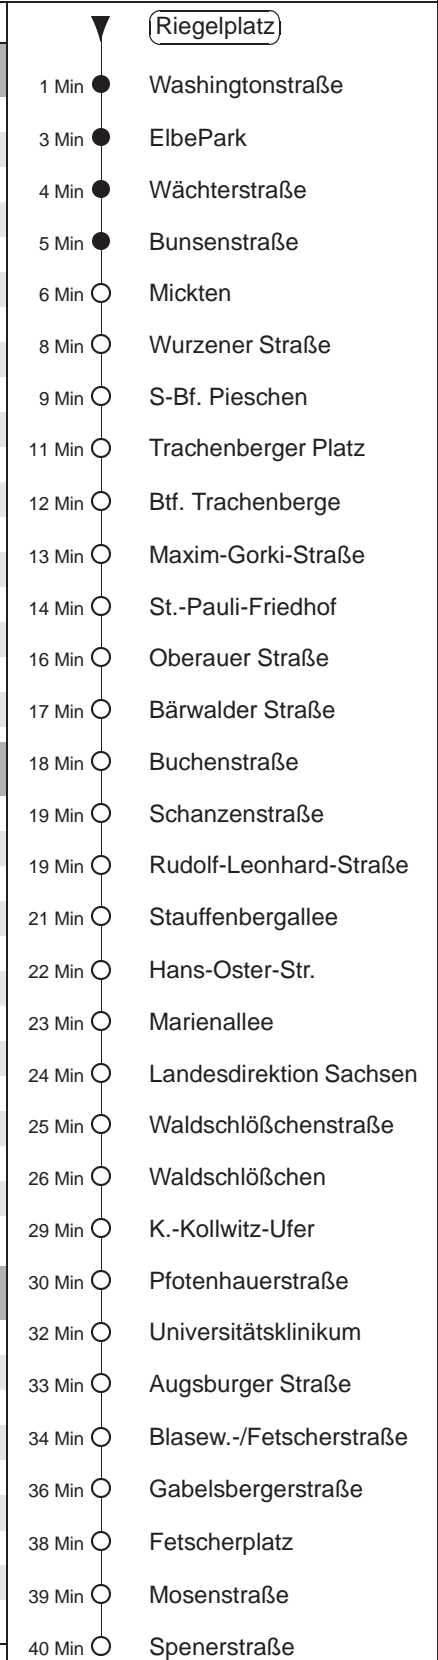 Riegelplatz
1 Min Washingtonstraße
3 Min ElbePark
4 Min Wächterstraße
5 Min Bunsenstraße
6 Min Mickten
8 Min Wurzener Straße
9 Min S-Bf. Pieschen
11 Min Trachenberger Platz
12 Min Btf. Trachenberge
13 Min Maxim-Gorki-Straße
14 Min St.-Pauli-Friedhof
16 Min Oberauer Straße
17 Min Bärwalder Straße
18 Min Buchenstraße
19 Min Schanzenstraße
19 Min Rudolf-Leonhard-Straße
21 Min Stauffenbergallee
22 Min Hans-Oster-Str.
23 Min Marienallee
24 Min Landesdirektion Sachsen
25 Min Waldschlößchenstraße
26 Min Waldschlößchen
29 Min K.-Kollwitz-Ufer
30 Min Pfotenhauerstraße
32 Min Universitätsklinikum
33 Min Augsburger Straße
34 Min Blasew.-/Fetscherstraße
36 Min Gabelsbergerstraße
38 Min Fetscherplatz
39 Min Mosenstraße
40 Min Spenerstraße